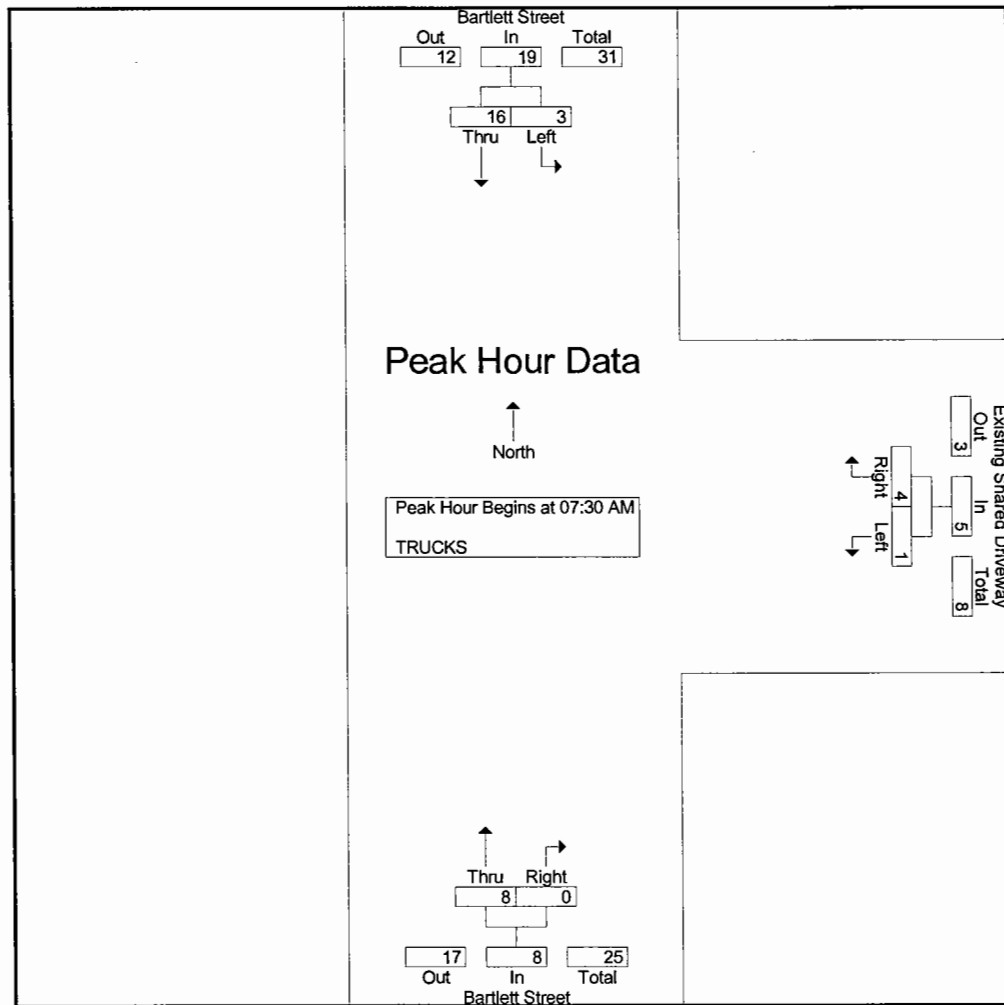 Bartlett Street
Out In Total
12 19 31
16 3
Thru Left
Peak Hour Data
North
Peak Hour Begins at 07:30 AM
TRUCKS
Existing Shared Driveway
Out In Total
3 5 8
4 1
Right Left
Thru Right
8 0
17 8 25
Out In Total
Bartlett Street